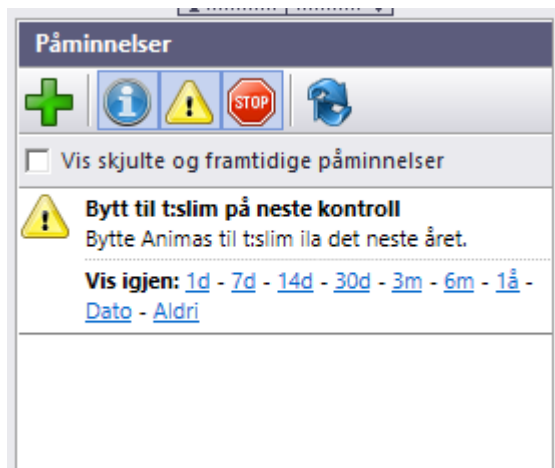 Påminnelser
STOP
Vis skjulte og framtidige påminnelser
Bytt til t:slim på neste kontroll
Bytte Animas til t:slim ila det neste året.
Vis igjen: 1d - 7d - 14d - 30d - 3m - 6m - 1å -
Dato - Aldri